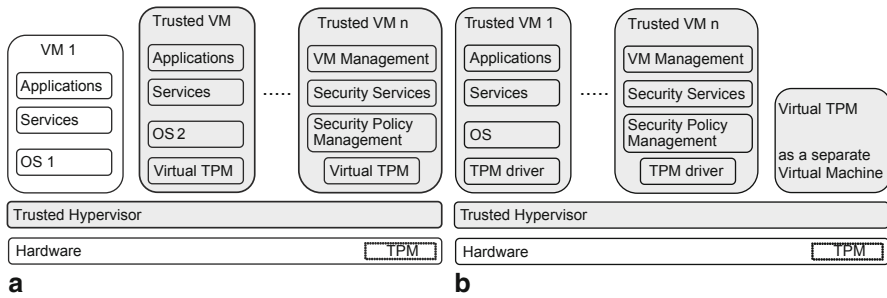 VM 1
Applications
Services
OS 1
Trusted VM
Applications
Services
OS 2
Virtual TPM
.....
Trusted VM n
VM Management
Security Services
Security Policy
Management
Virtual TPM
Trusted Hypervisor
Hardware
TPM
a
Trusted VM 1
Applications
Services
OS
TPM driver
.....
Trusted VM n
VM Management
Security Services
Security Policy
Management
TPM driver
Virtual TPM
as a separate
Virtual Machine
Trusted Hypervisor
Hardware
TPM
b